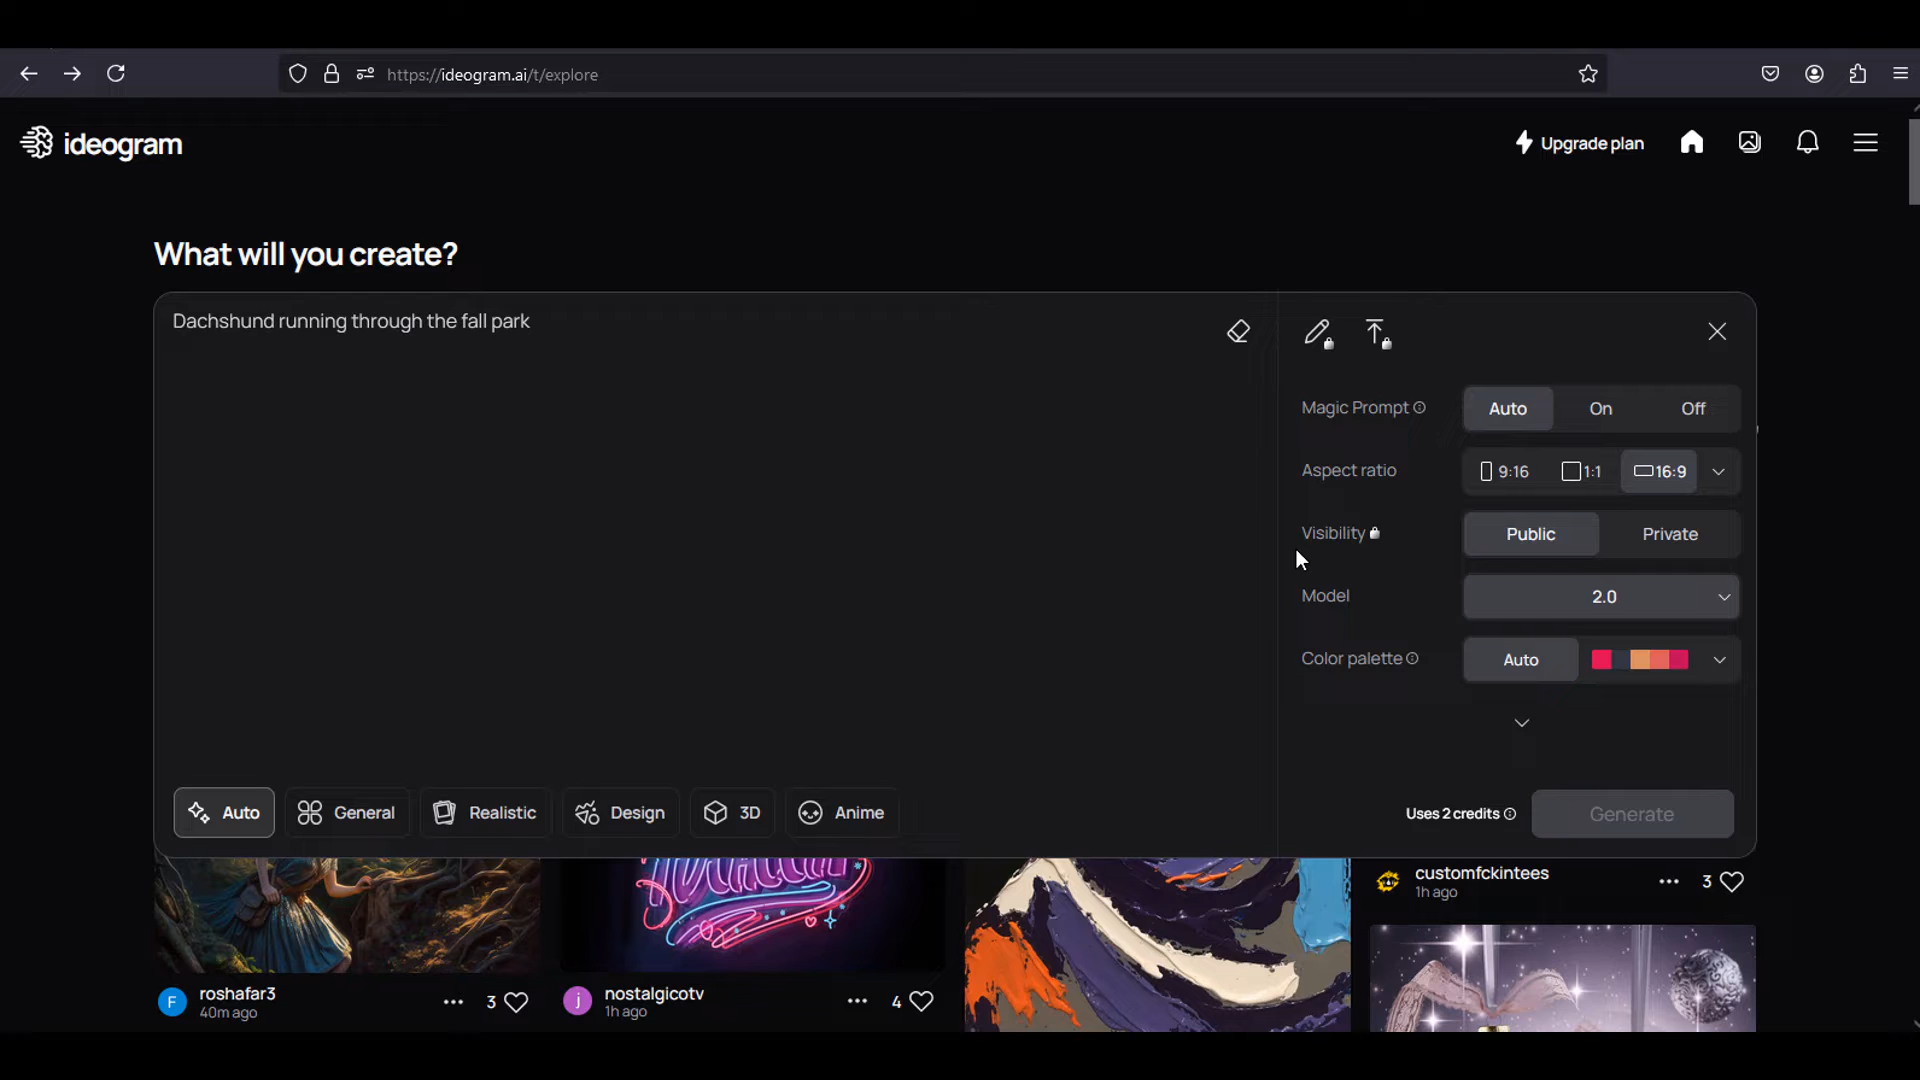 https://ideogram.ai/t/explore
ideogram
Upgrade plan
What will you create?
Dachshund running through the fall park
Magic Prompt
Auto
On
Off
Aspect ratio
9:16
1:1
16:9
Visibility
Public
Private
Model
2.0
Color palette
Auto
Auto
General
Realistic
Design
3D
Anime
Uses 2 credits
Generate
customfckintees
1h ago
3
F
roshafar3
40m ago
3
j
nostalgicotv
1h ago
4